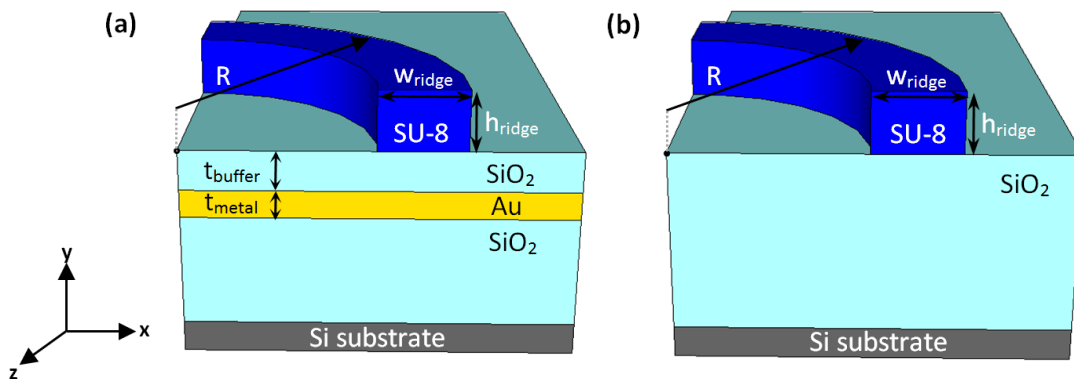 (a)
R
w_ridge
h_ridge
SU-8
t_buffer
SiO₂
t_metal
Au
SiO₂
Si substrate
y
x
z
(b)
R
w_ridge
h_ridge
SU-8
SiO₂
Si substrate